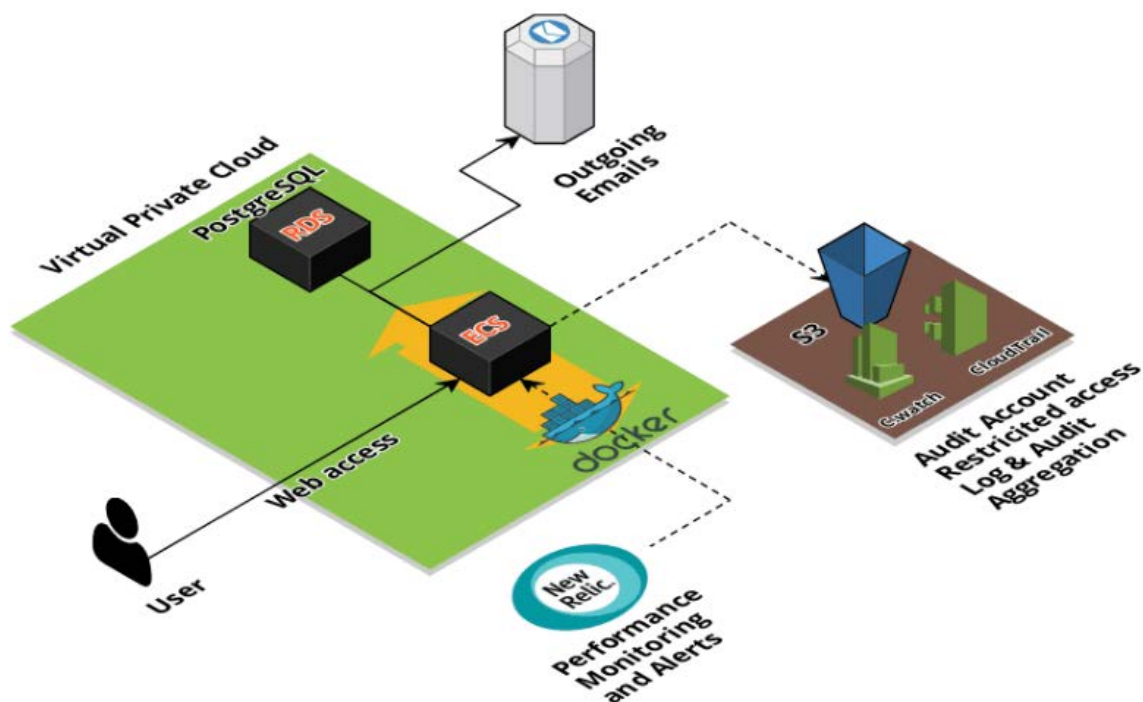 Outgoing
Emails
Virtual Private Cloud
PostgreSQL
RDS
ECS
S3
CloudTrail
C.watch
Audit Account
Restricited access
Log & Audit
Aggregation
docker
Web access
User
New
Relic.
Performance
Monitoring
and Alerts